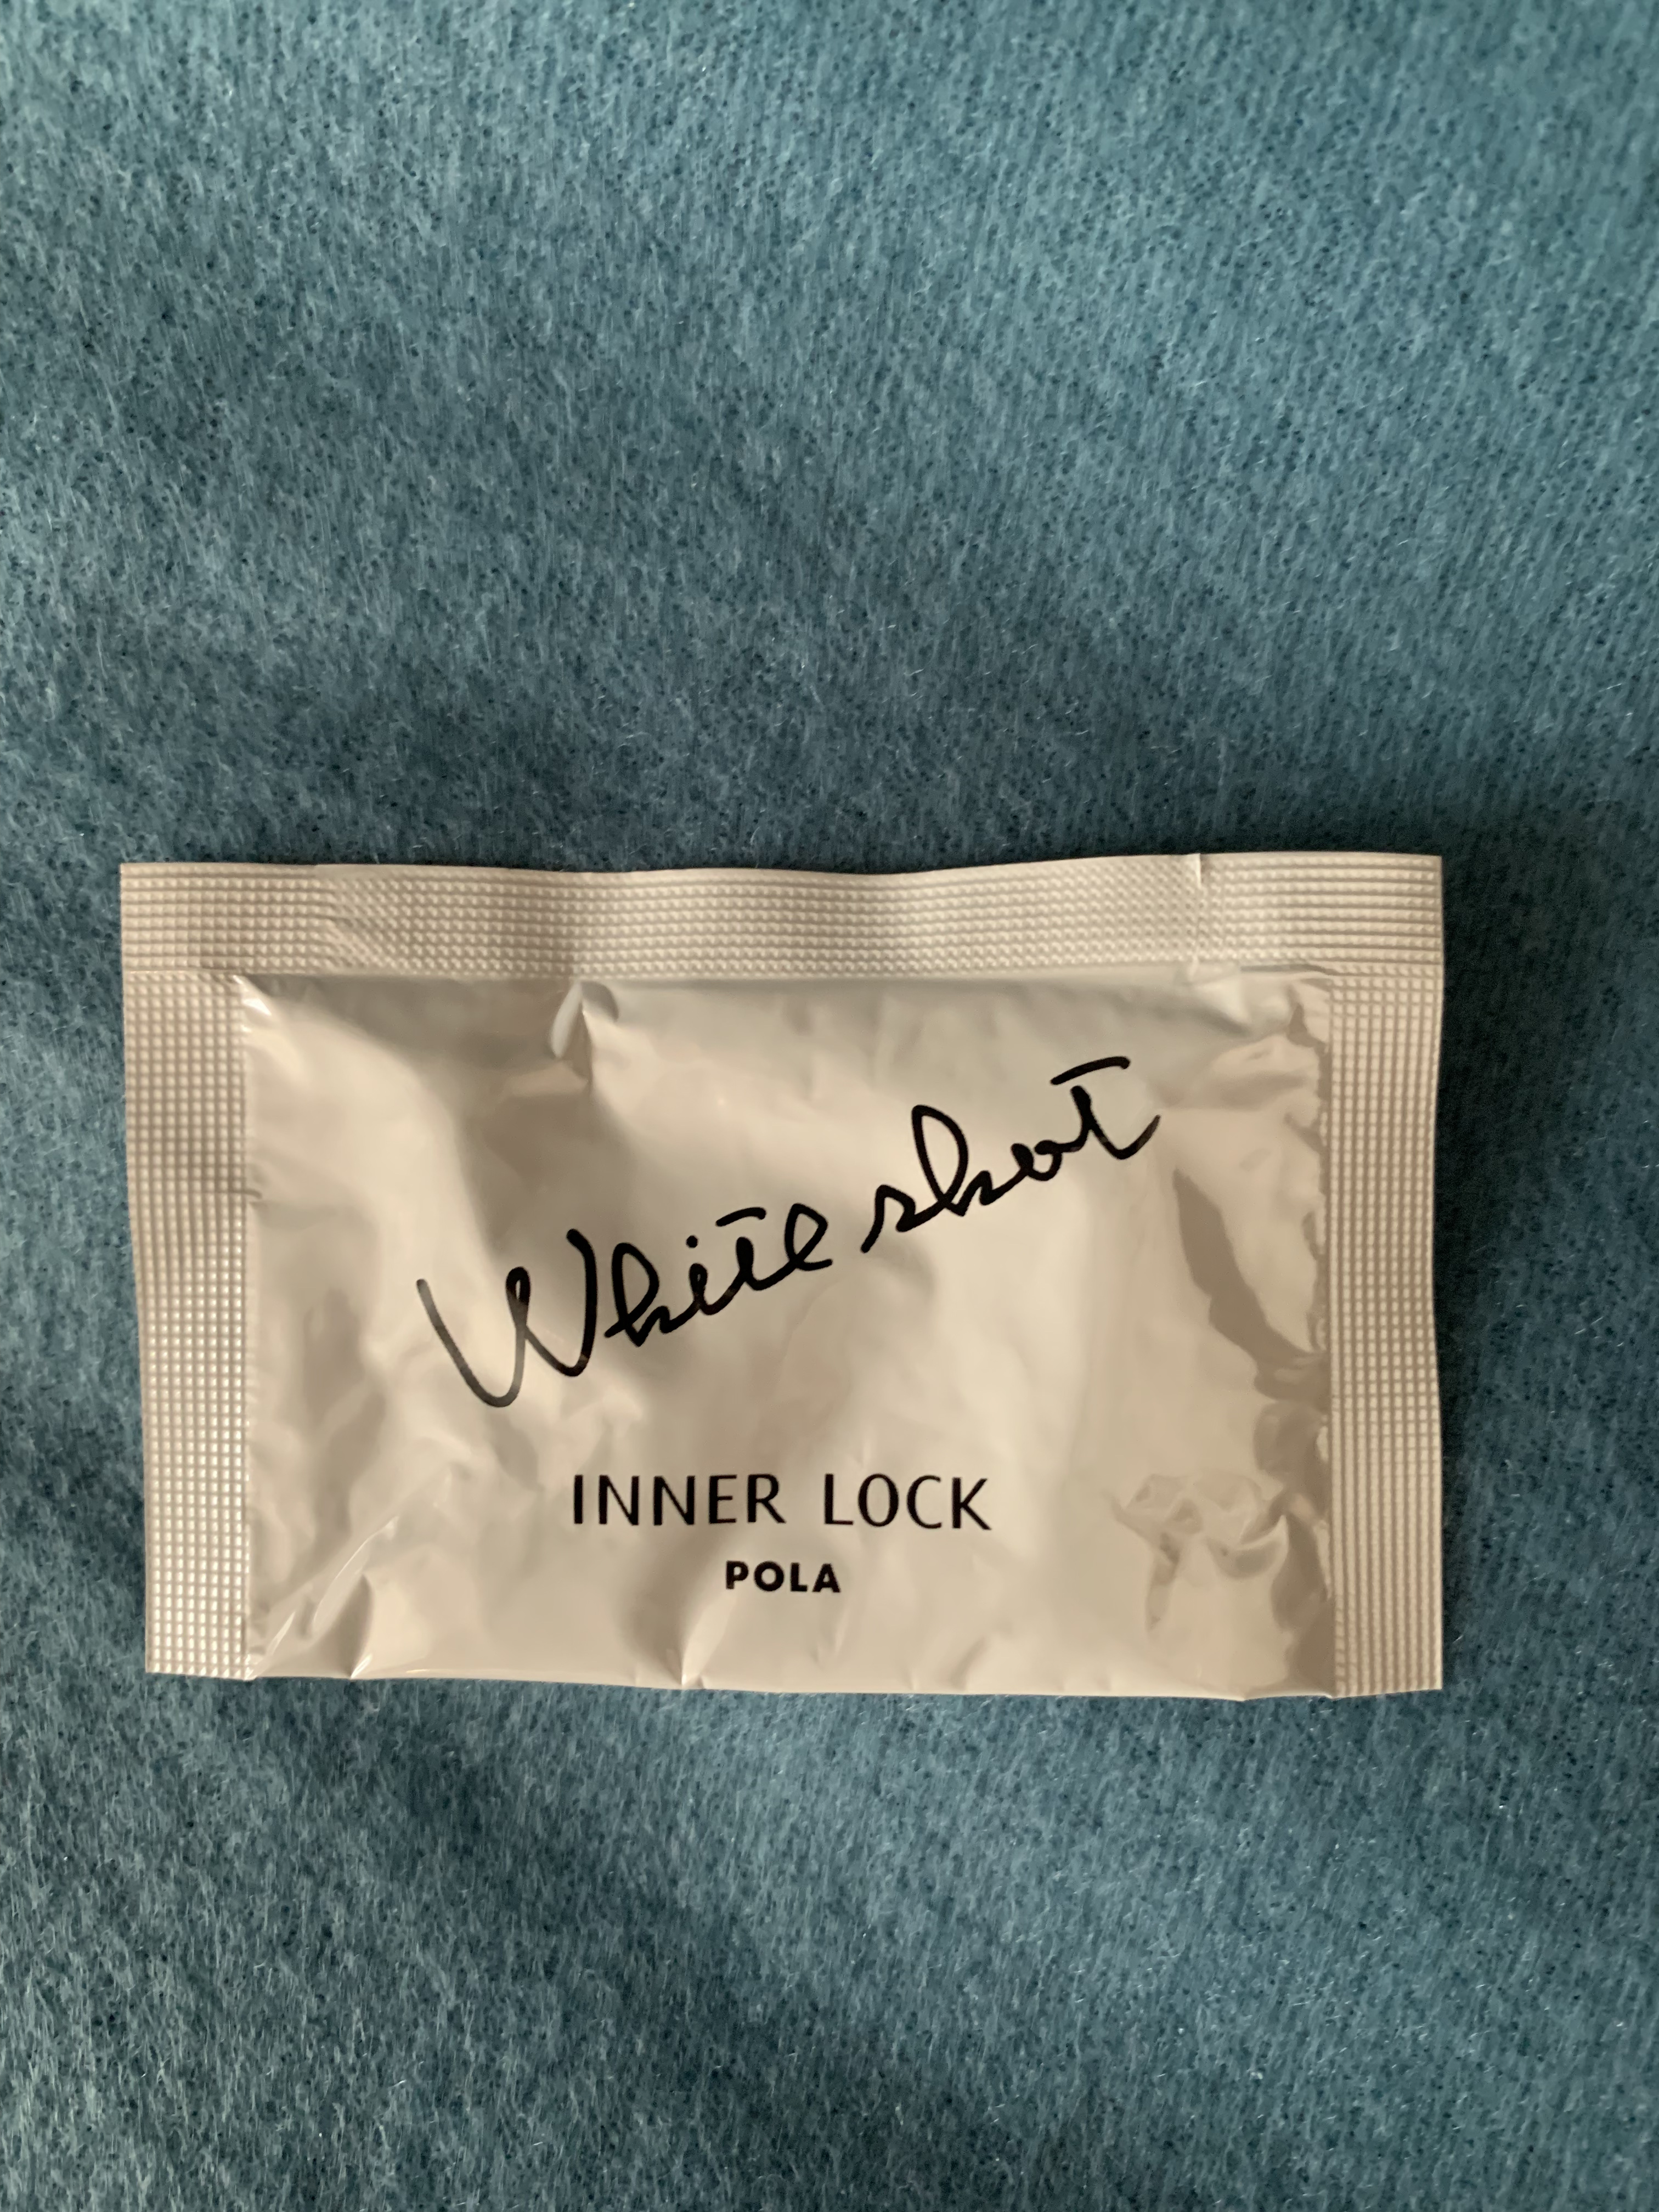 White shot
INNER LOCK
POLA